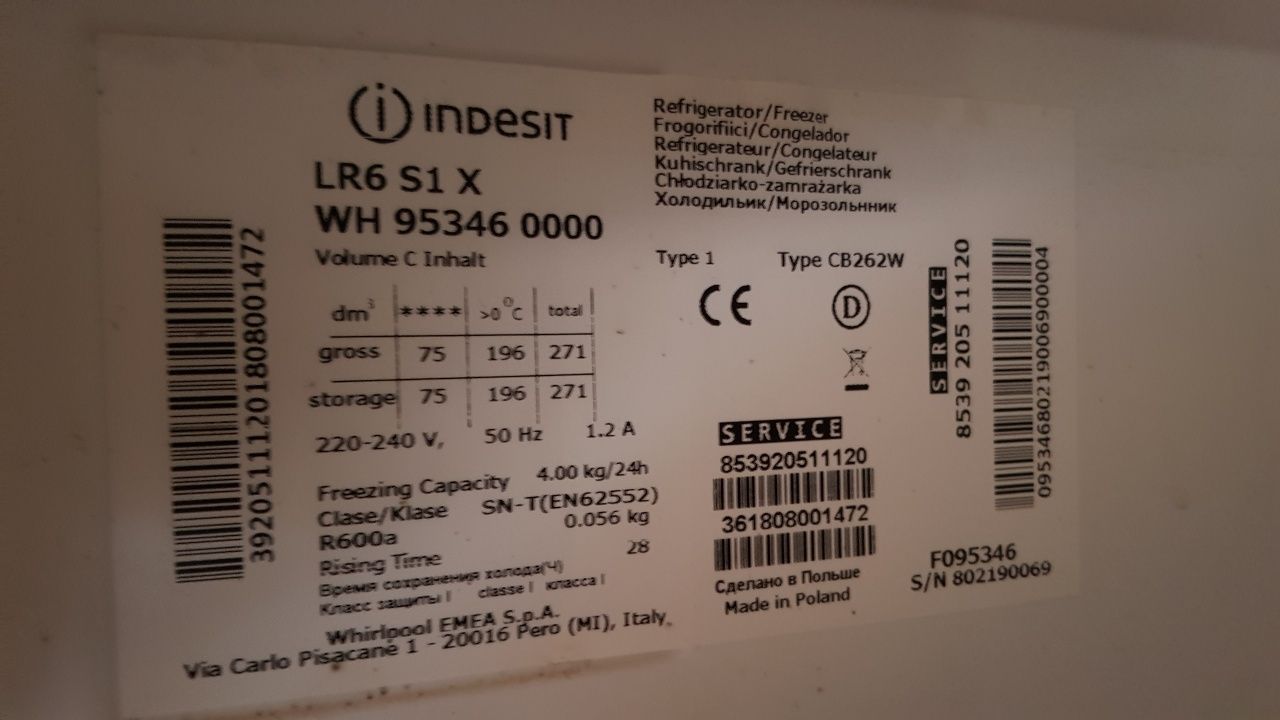 INDESIT
LR6 S1 X
WH 95346 0000
Volume C Inhalt
dm³ **** >0°C total
gross 75 196 271
storage 75 196 271
220-240 V, 50 Hz 1.2 A
Freezing Capacity 4.00 kg/24h
Clase/Klase SN-T(EN62552)
R600a 0.056 kg
Rising Time 28
Время сохранения холода(Ч)
Класс защиты I classe I класса I
Whirlpool EMEA S.p.A.
Via Carlo Pisacane 1 - 20016 Pero (MI), Italy.
Refrigerator/Freezer
Frogorifiici/Congelador
Refrigerateur/Congelateur
Kuhischrank/Gefrierschrank
Chłodziarko-zamrażarka
Холодильик/Морозольнник
Type 1 Type CB262W
CE D
SERVICE
853920511120
361808001472
Сделано в Польше
Made in Poland
SERVICE
8539 205 11120
F095346
S/N 802190069
39205111201808001472
0953468021900690004